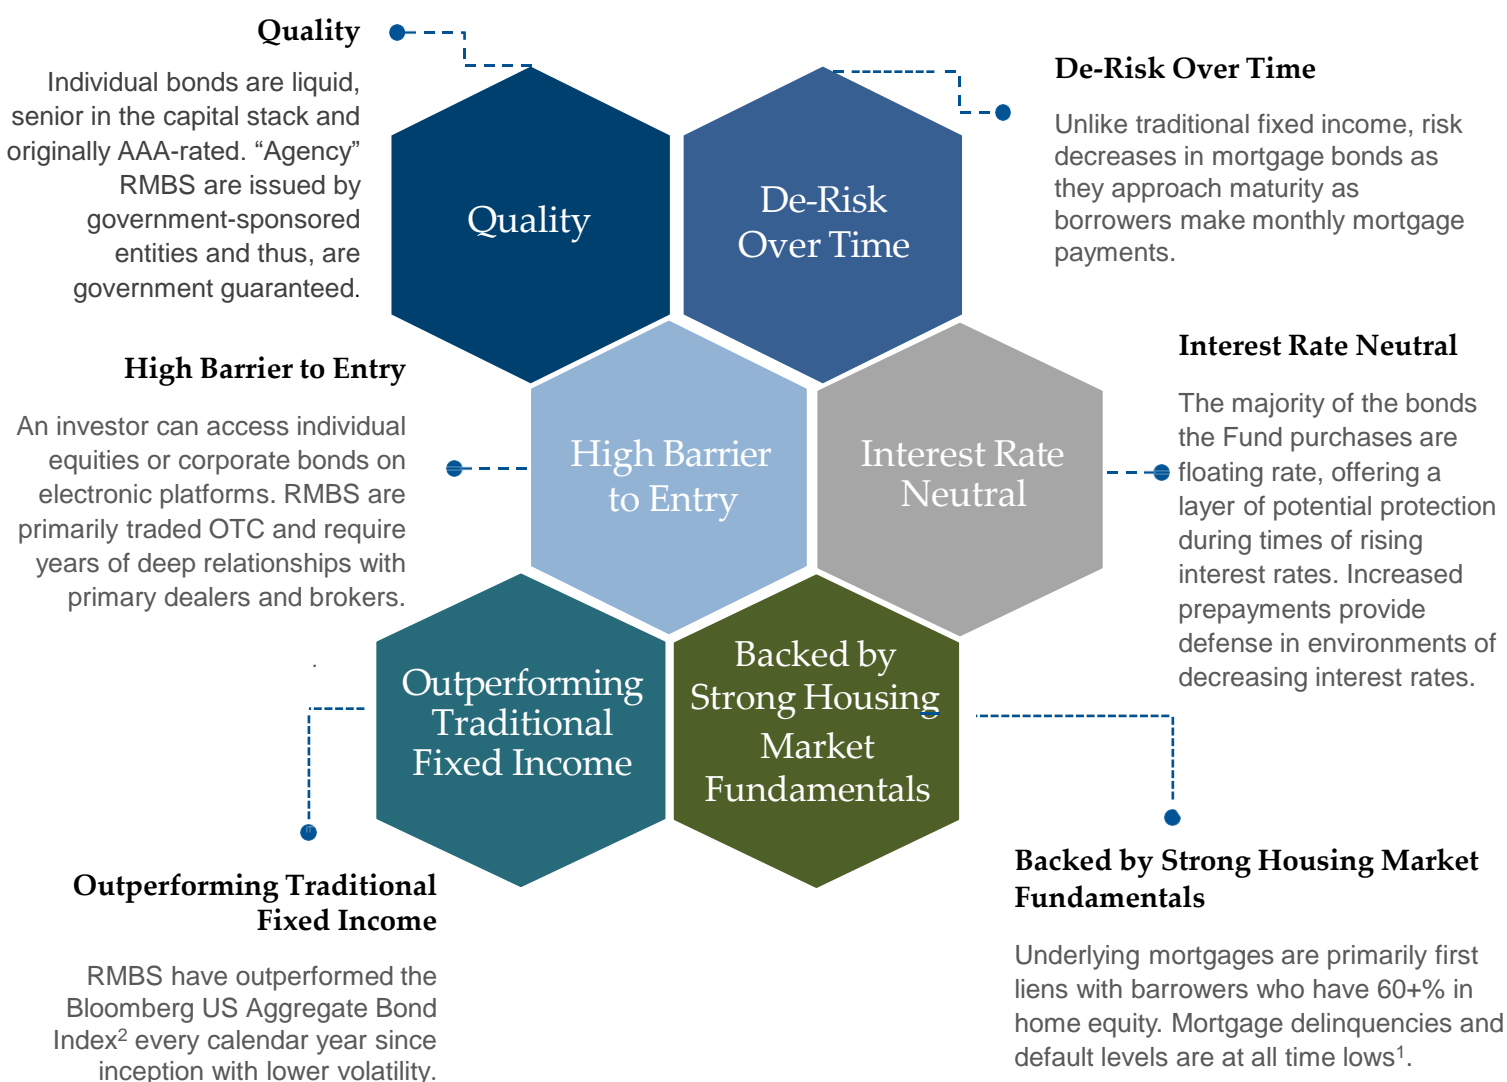 Quality
Individual bonds are liquid,
senior in the capital stack and
originally AAA-rated. “Agency”
RMBS are issued by
government-sponsored
entities and thus, are
government guaranteed.
De-Risk Over Time
Unlike traditional fixed income, risk
decreases in mortgage bonds as
they approach maturity as
borrowers make monthly mortgage
payments.
Quality
De-Risk
Over Time
High Barrier to Entry
An investor can access individual
equities or corporate bonds on
electronic platforms. RMBS are
primarily traded OTC and require
years of deep relationships with
primary dealers and brokers.
.
High Barrier
to Entry
Interest Rate
Neutral
Interest Rate Neutral
The majority of the bonds
the Fund purchases are
floating rate, offering a
layer of potential protection
during times of rising
interest rates. Increased
prepayments provide
defense in environments of
decreasing interest rates.
Outperforming
Traditional
Fixed Income
Backed by
Strong Housing
Market
Fundamentals
Outperforming Traditional
Fixed Income
RMBS have outperformed the
Bloomberg US Aggregate Bond
Index² every calendar year since
inception with lower volatility.
Backed by Strong Housing Market
Fundamentals
Underlying mortgages are primarily first
liens with barrowers who have 60+% in
home equity. Mortgage delinquencies and
default levels are at all time lows¹.